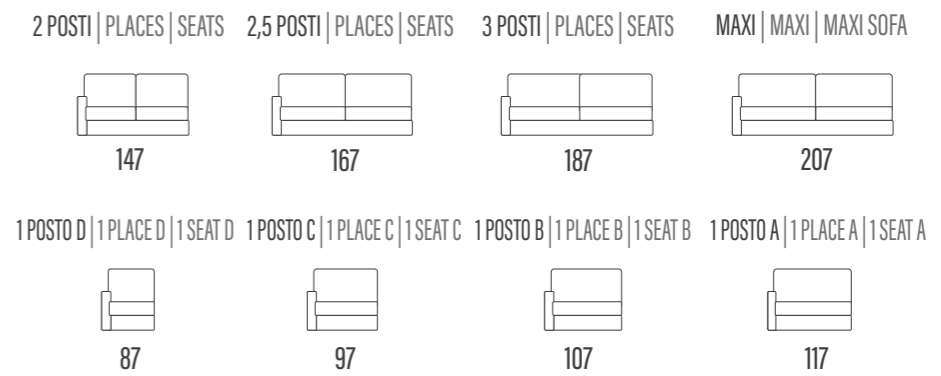 2 POSTI | PLACES | SEATS 2,5 POSTI | PLACES | SEATS 3 POSTI | PLACES | SEATS MAXI | MAXI | MAXI SOFA
147 167 187 207
1 POSTO D | 1 PLACE D | 1 SEAT D 1 POSTO C | 1 PLACE C | 1 SEAT C 1 POSTO B | 1 PLACE B | 1 SEAT B 1 POSTO A | 1 PLACE A | 1 SEAT A
87 97 107 117